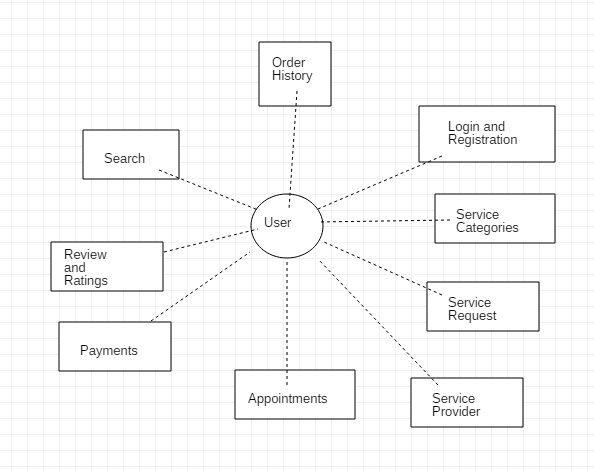 Order
History
Login and
Registration
Search
User
Service
Categories
Review
and
Ratings
Service
Request
Payments
Appointments
Service
Provider